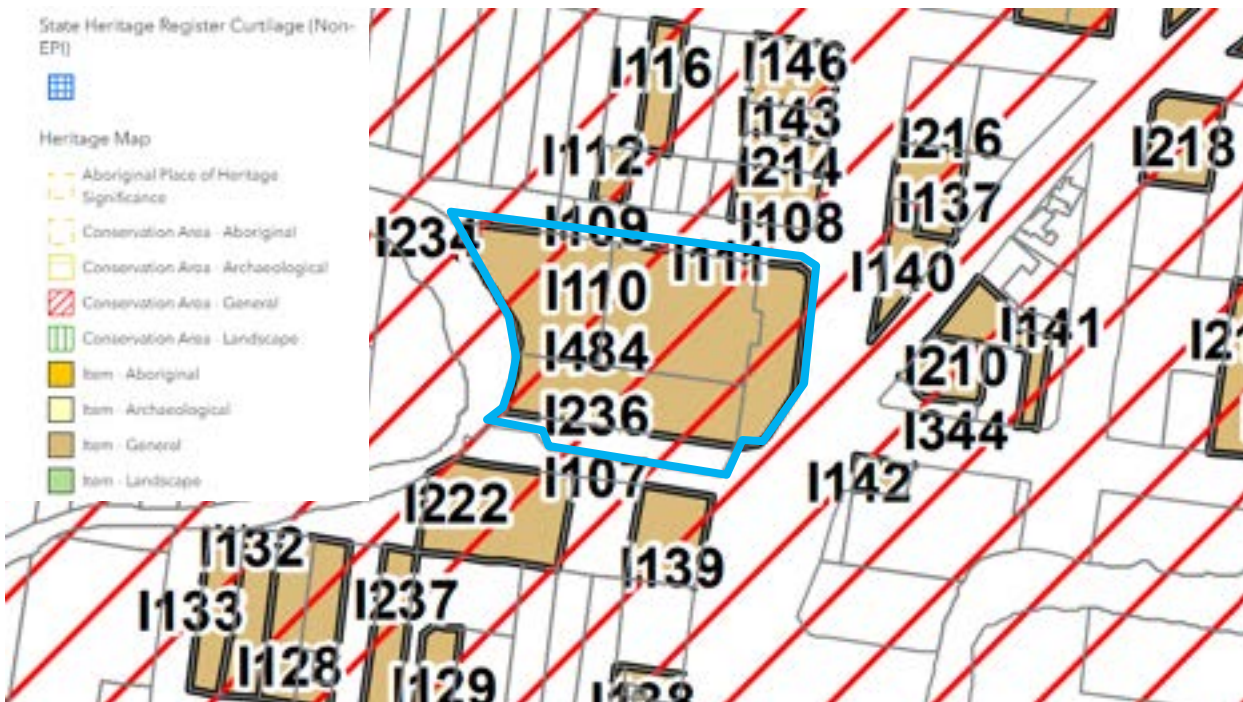 State Heritage Register Curtilage (Non-
EPI)
Heritage Map
Aboriginal Place of Heritage
Significance
Conservation Area - Aboriginal
Conservation Area - Archaeological
Conservation Area - General
Conservation Area - Landscape
Item - Aboriginal
Item - Archaeological
Item - General
Item - Landscape
I116
I146
I143
I112
I214
I216
I218
I137
I234
I109
I108
I111
I140
I110
I141
I484
I210
I236
I344
I107
I142
I222
I132
I139
I133
I237
I128
I129